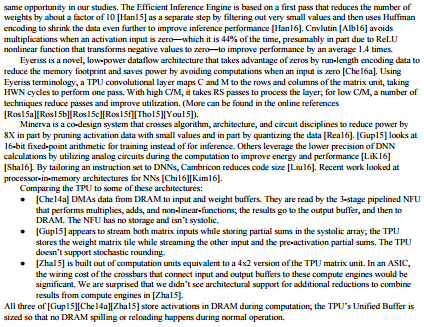 same opportunity in our studies. The Efficient Inference Engine is based on a first pass that reduces the number of
weights by about a factor of 10 [Han15] as a separate step by filtering out very small values and then uses Huffman
encoding to shrink the data even further to improve inference performance [Han16]. Cnvlutin [Alb16] avoids
multiplications when an activation input is zero—which it is 44% of the time, presumably in part due to ReLU
nonlinear function that transforms negative values to zero—to improve performance by an average 1.4 times.
Eyeriss is a novel, low-power dataflow architecture that takes advantage of zeros by run-length encoding data to
reduce the memory footprint and saves power by avoiding computations when an input is zero [Che16a]. Using
Eyeriss terminology, a TPU convolutional layer maps C and M to the rows and columns of the matrix unit, taking
HWN cycles to perform one pass. With high C/M, it takes RS passes to process the layer; for low C/M, a number of
techniques reduce passes and improve utilization. (More can be found in the online references
[Ros15a][Ros15b][Ros15c][Ros15f][Tho15][You15]).
Minerva is a co-design system that crosses algorithm, architecture, and circuit disciplines to reduce power by
8X in part by pruning activation data with small values and in part by quantizing the data [Rea16]. [Gup15] looks at
16-bit fixed-point arithmetic for training instead of for inference. Others leverage the lower precision of DNN
calculations by utilizing analog circuits during the computation to improve energy and performance [LiK16]
[Sha16]. By tailoring an instruction set to DNNs, Cambricon reduces code size [Liu16]. Recent work looked at
processor-in-memory architectures for NNs [Chi16][Kim16].
Comparing the TPU to some of these architectures:
• [Che14a] DMAs data from DRAM to input and weight buffers. They are read by the 3-stage pipelined NFU
that performs multiplies, adds, and non-linear-functions; the results go to the output buffer, and then to
DRAM. The NFU has no storage and isn't systolic.
• [Gup15] appears to stream both matrix inputs while storing partial sums in the systolic array; the TPU
stores the weight matrix tile while streaming the other input and the pre-activation partial sums. The TPU
doesn't support stochastic rounding.
• [Zha15] is built out of computation units equivalent to a 4x2 version of the TPU matrix unit. In an ASIC,
the wiring cost of the crossbars that connect input and output buffers to these compute engines would be
significant. We are surprised that we didn't see architectural support for additional reductions to combine
results from compute engines in [Zha15].
All three of [Gup15][Che14a][Zha15] store activations in DRAM during computation; the TPU's Unified Buffer is
sized so that no DRAM spilling or reloading happens during normal operation.